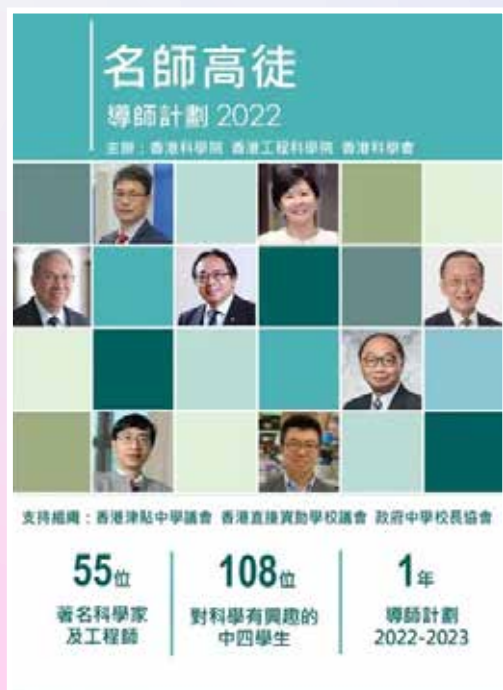 名師高徒
導師計劃 2022
主辦：香港科學院 香港工程科學院 香港科學會
支持組織：香港津貼中學議會 香港直接資助學校議會 政府中學校長協會
55位
著名科學家
及工程師
108位
對科學有興趣的
中四學生
1年
導師計劃
2022-2023